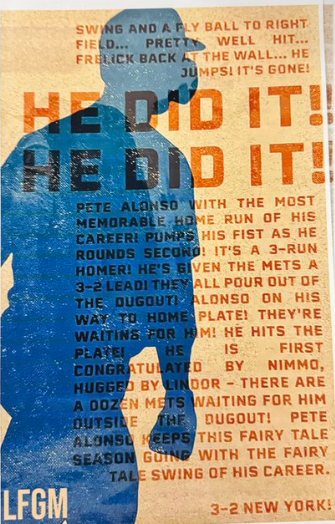 SWING AND A FLY BALL TO RIGHT
FIELD... PRETTY WELL HIT...
FRELICK BACK AT THE WALL... HE
JUMPS! IT'S GONE!
HE DID IT!
HE DID IT!
PETE ALONSO WITH THE MOST
MEMORABLE HOME RUN OF HIS
CAREER! PUMPS HIS FIST AS HE
ROUNDS SECOND! IT'S A 3-RUN
HOMER! HE'S GIVEN THE METS A
3-2 LEAD! THEY ALL POUR OUT OF
THE DUGOUT! ALONSO ON HIS
WAY TO HOME PLATE! THEY'RE
WAITING FOR HIM! HE HITS THE
PLATE! HE IS FIRST
CONGRATULATED BY NIMMO,
HUGGED BY LINDOR - THERE ARE
A DOZEN METS WAITING FOR HIM
OUTSIDE THE DUGOUT! PETE
ALONSO KEEPS THIS FAIRY TALE
SEASON GOING WITH THE FAIRY
TALE SWING OF HIS CAREER.
LFGM
3-2 NEW YORK!